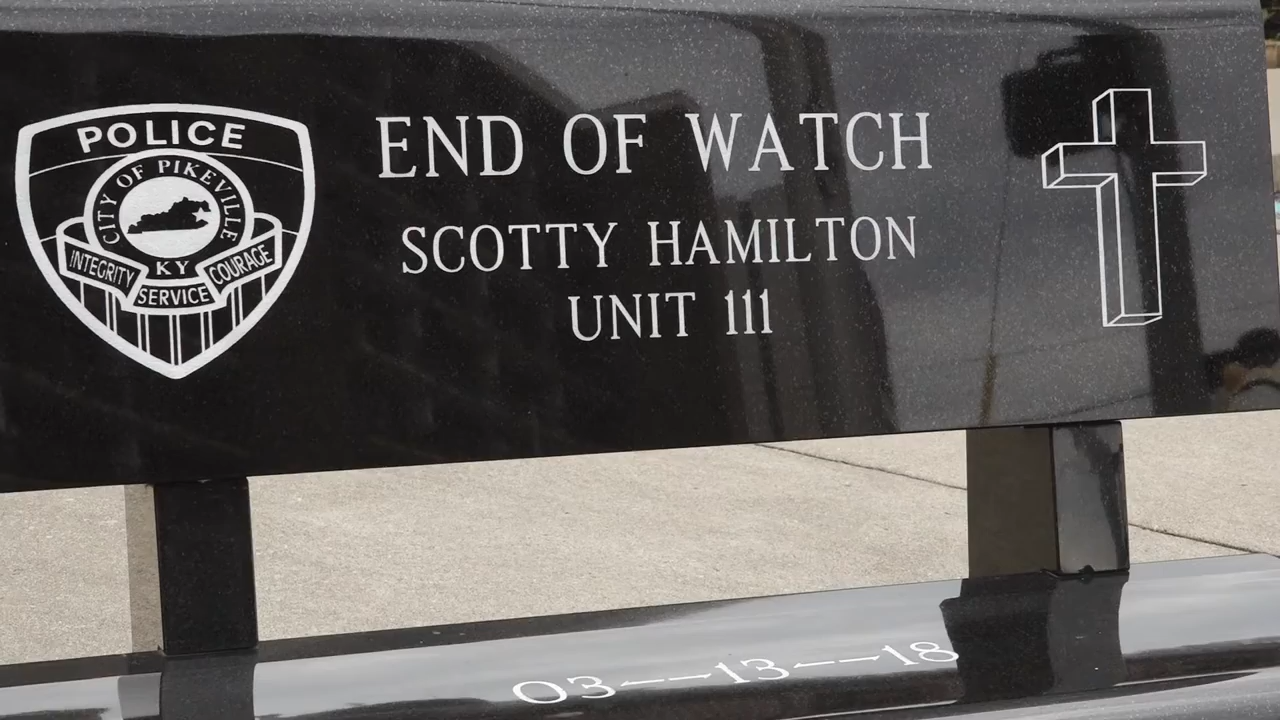 POLICE
CITY OF PIKEVILLE
KY
INTEGRITY
SERVICE
COURAGE
END OF WATCH
SCOTTY HAMILTON
UNIT 111
03-13-18